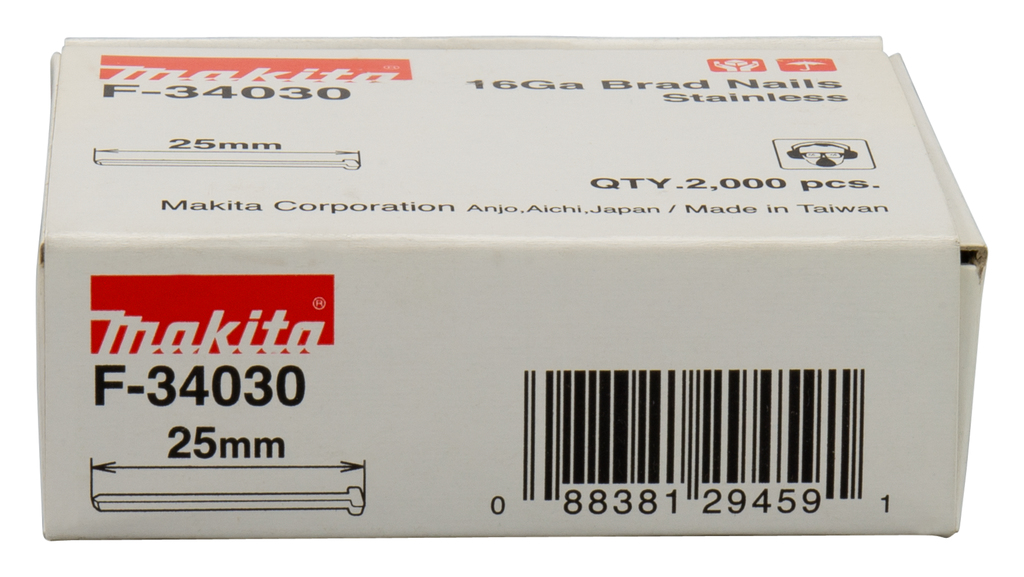 Makita®
F-34030
16Ga Brad Nails
Stainless
25mm
QTY.2,000 pcs.
Makita Corporation Anjo,Aichi,Japan / Made in Taiwan
Makita®
F-34030
25mm
0 88381 29459 1